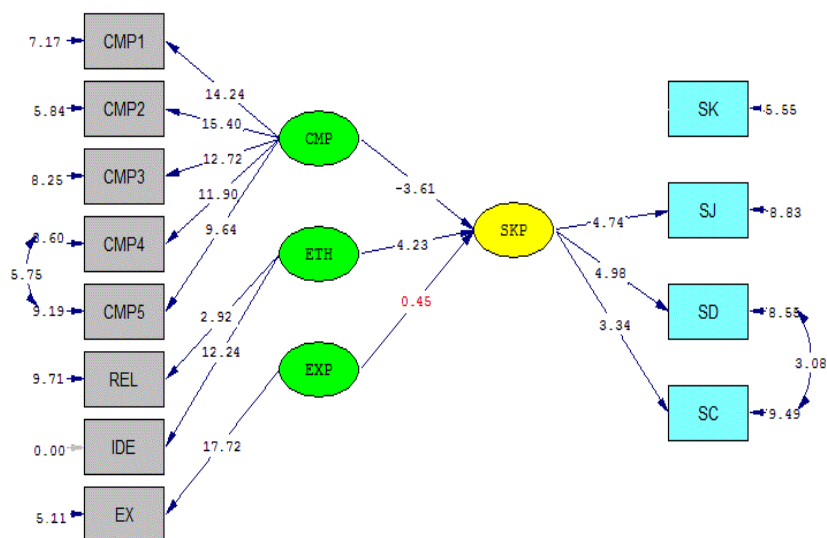 7.17 CMP1
14.24
5.84 CMP2
15.40
SK 5.55
CMP
8.25 CMP3
12.72
-3.61
11.90
4.74 SJ 8.83
3.60 CMP4
9.64
ETH
4.23
SKP
5.75
4.98
9.19 CMP5
2.92
0.45
SD 8.55
3.34
12.24
3.08
9.71 REL
EXP
SC 9.49
0.00 IDE
17.72
5.11 EX